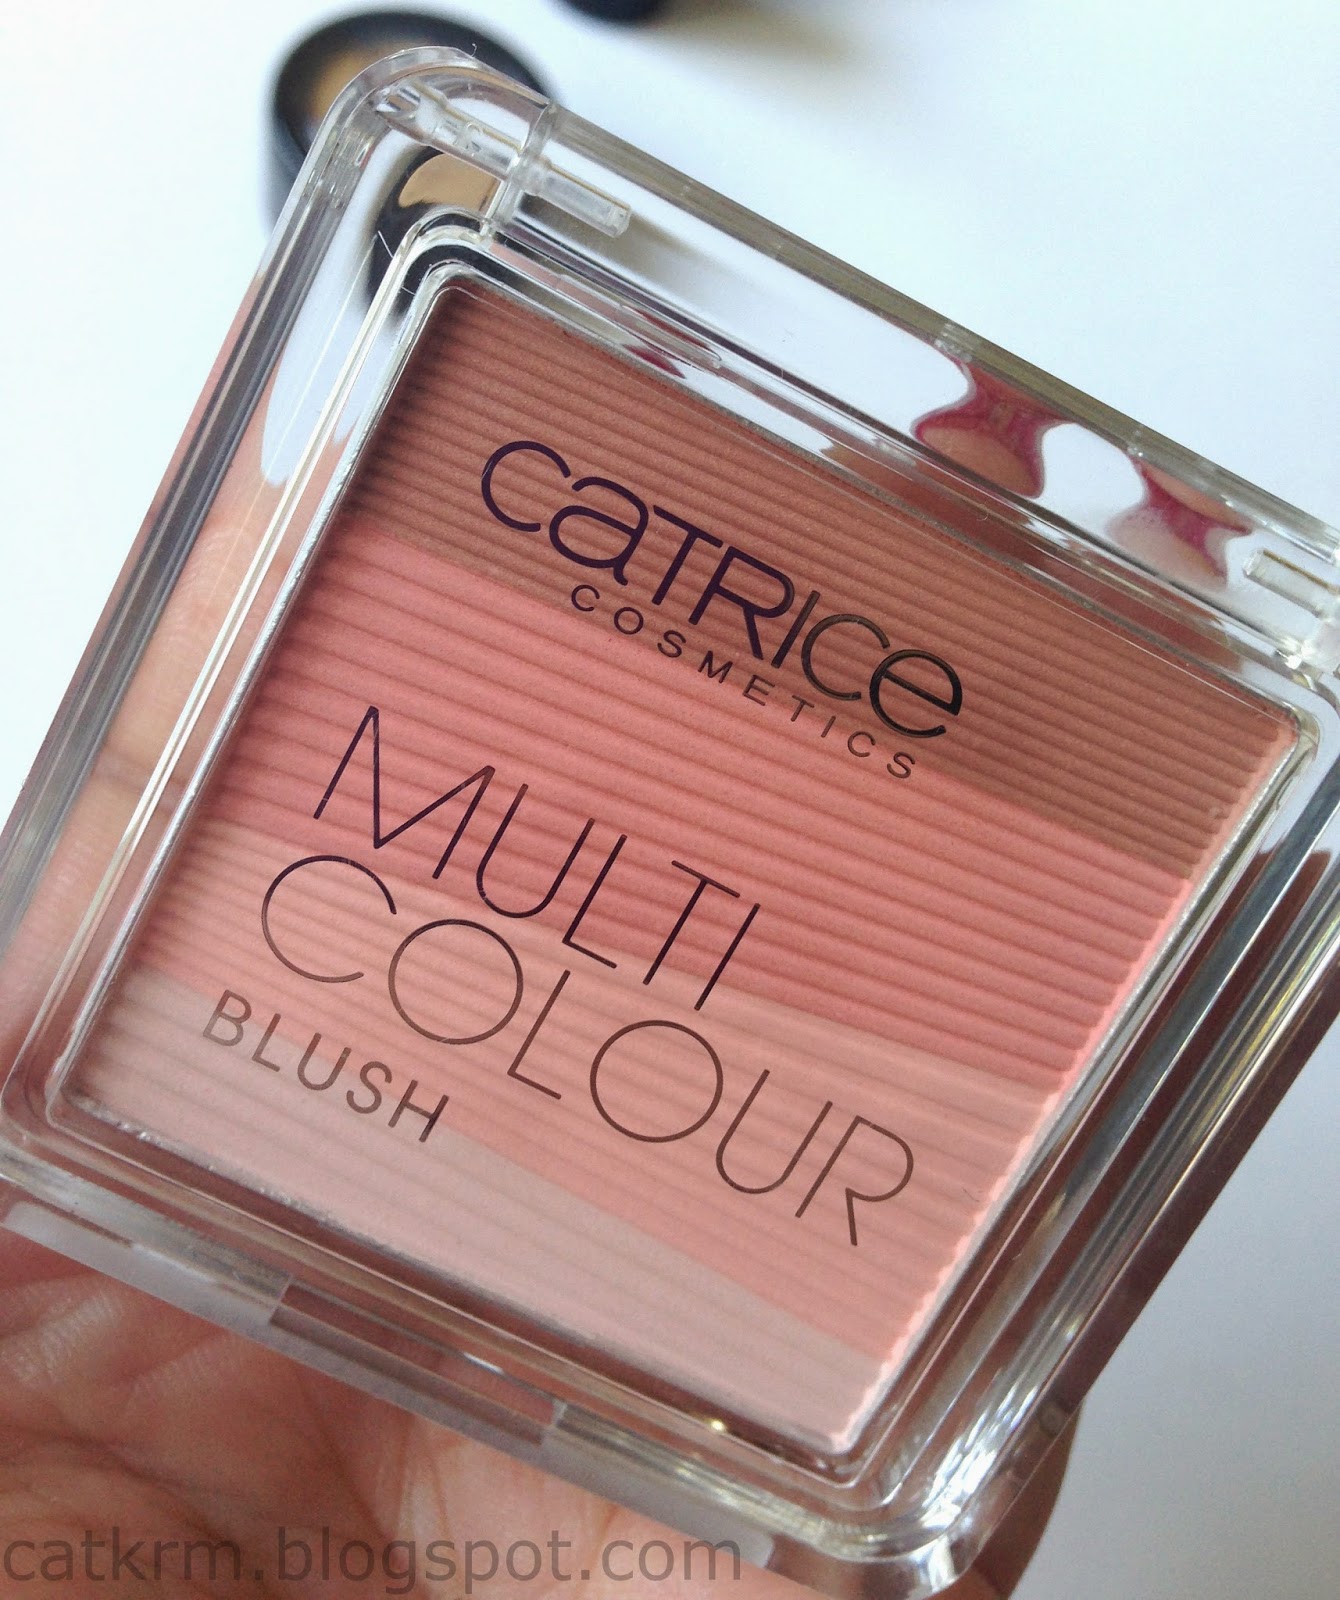 CATRICE
COSMETICS
MULTI
COLOUR
BLUSH
catkrm.blogspot.com